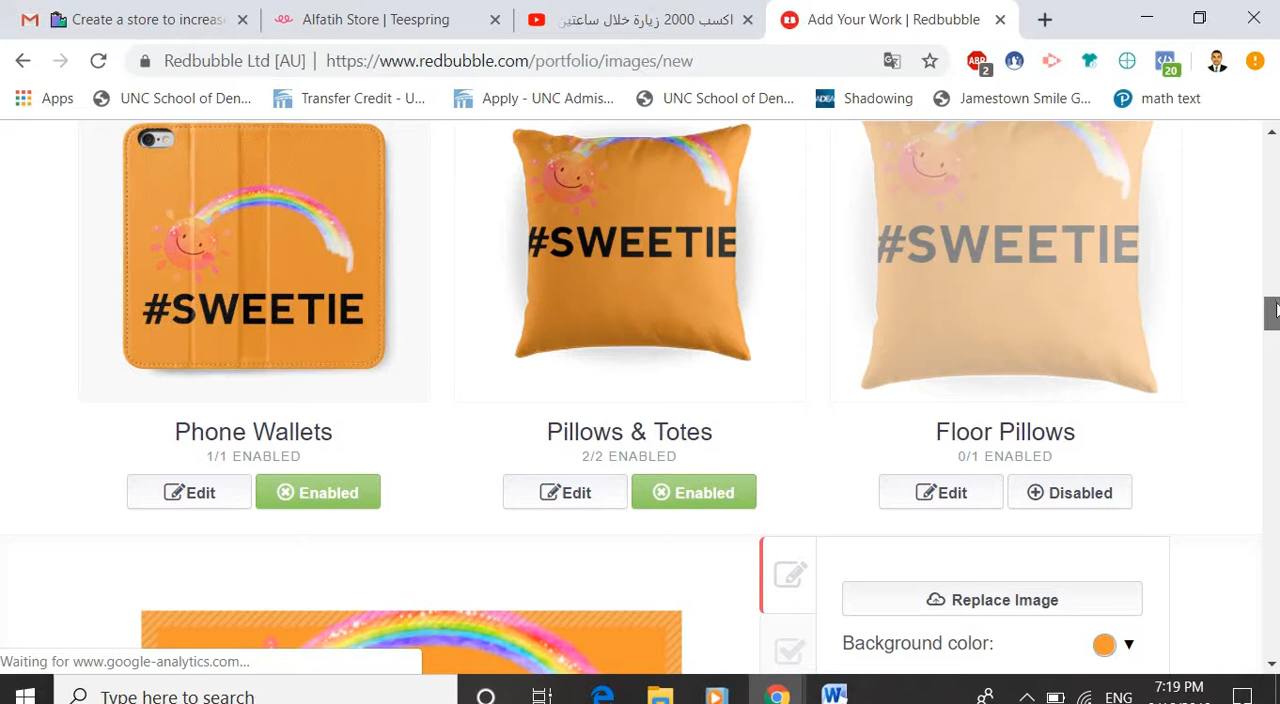 Create a store to increas
Alfatih Store | Teespring
اكسب 2000 زيارة خلال ساعتين
Add Your Work | Redbubble
Redbubble Ltd [AU] | https://www.redbubble.com/portfolio/images/new
ABP
2
20
Apps
UNC School of Den...
Transfer Credit - U...
Apply - UNC Admis...
UNC School of Den...
Shadowing
Jamestown Smile G...
math text
#SWEETIE
#SWEETIE
#SWEETIE
Phone Wallets
Pillows & Totes
Floor Pillows
1/1 ENABLED
2/2 ENABLED
0/1 ENABLED
Edit
Enabled
Edit
Enabled
Edit
Disabled
Replace Image
Background color:
Waiting for www.google-analytics.com...
Type here to search
ENG
7:19 PM